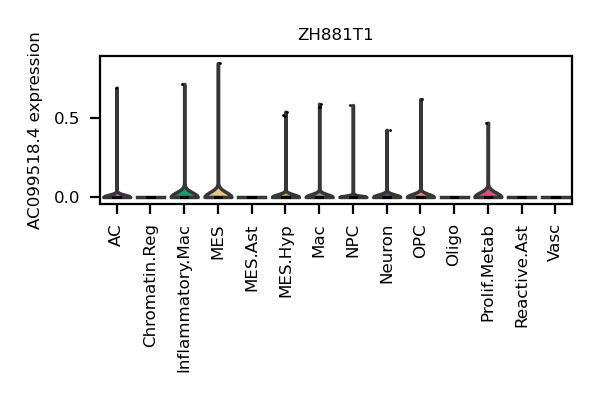 ZH881T1
AC099518.4 expression
0.5
0.0
AC
Chromatin.Reg
Inflammatory.Mac
MES
MES.Ast
MES.Hyp
Mac
NPC
Neuron
OPC
Oligo
Prolif.Metab
Reactive.Ast
Vasc